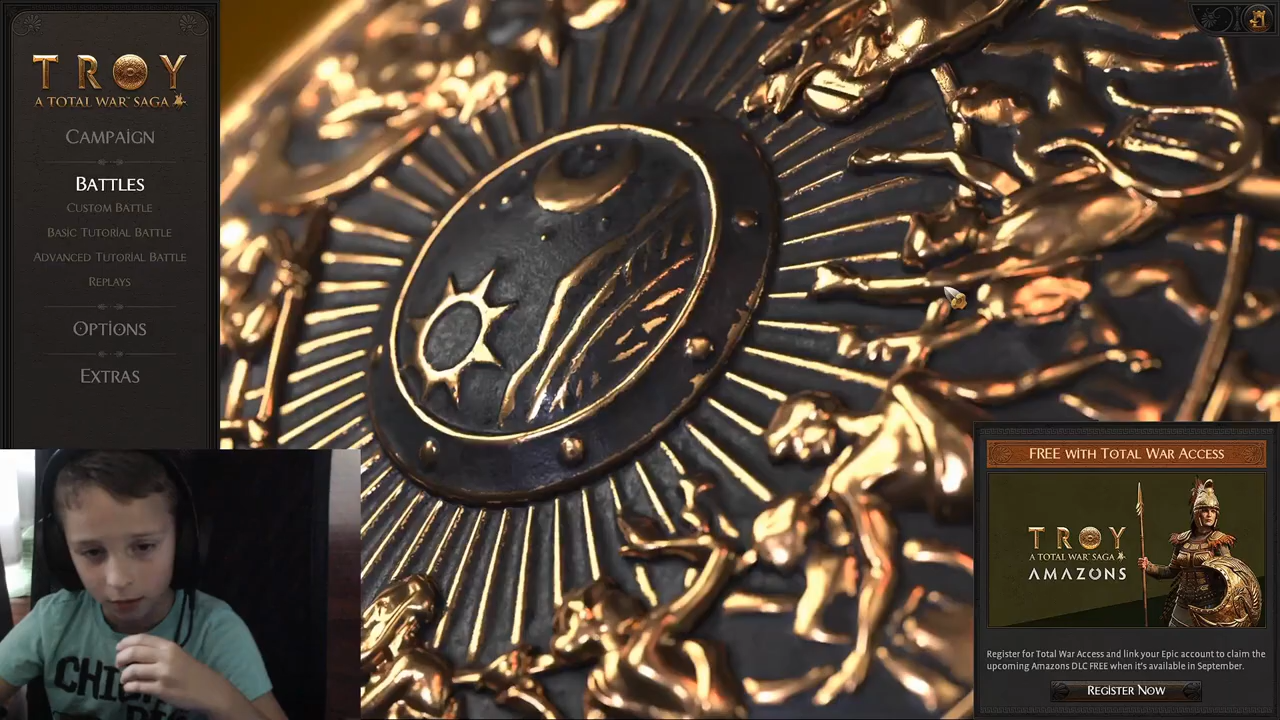 TROY
A TOTAL WAR SAGA
CAMPAIGN
BATTLES
CUSTOM BATTLE
BASIC TUTORIAL BATTLE
ADVANCED TUTORIAL BATTLE
REPLAYS
OPTIONS
EXTRAS
FREE WITH TOTAL WAR ACCESS
TROY
A TOTAL WAR SAGA
AMAZONS
Register for Total War Access and link your Epic account to claim the
upcoming Amazons DLC FREE when it's available in September.
REGISTER NOW